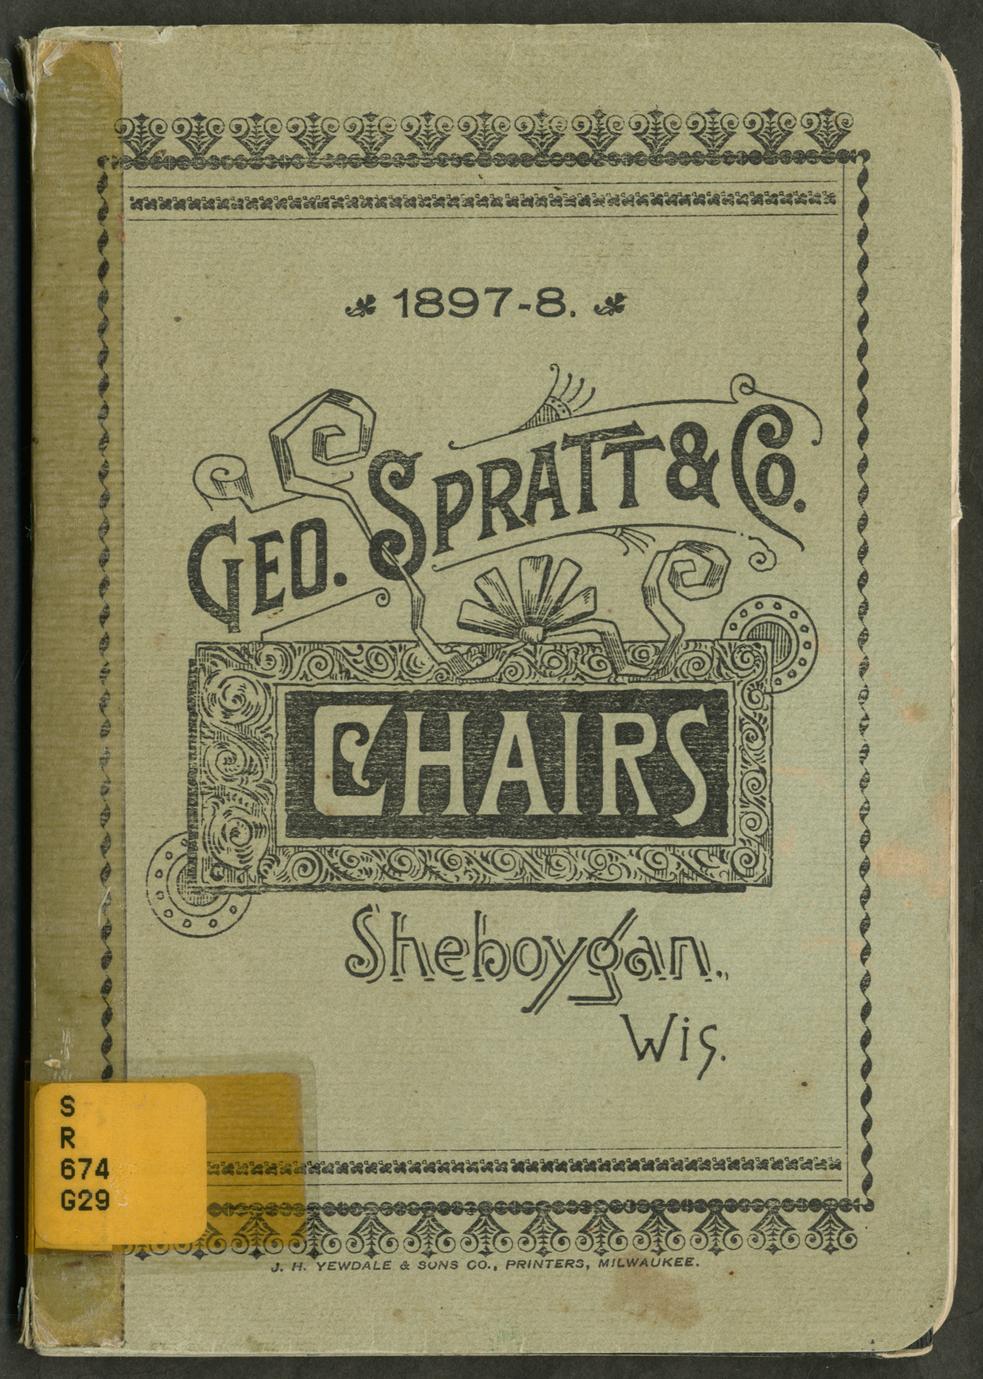 1897-8.
GEO. SPRATT & CO.
CHAIRS
Sheboygan.,
Wis.
S
R
674
G29
J. H. YEWDALE & SONS CO., PRINTERS, MILWAUKEE.